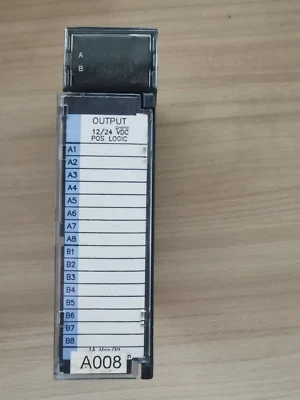 A
B
OUTPUT
12/24 VDC
POS. LOGIC
A1
A2
A3
A4
A5
A6
A7
A8
B1
B2
B3
B4
B5
B6
B7
B8
A008